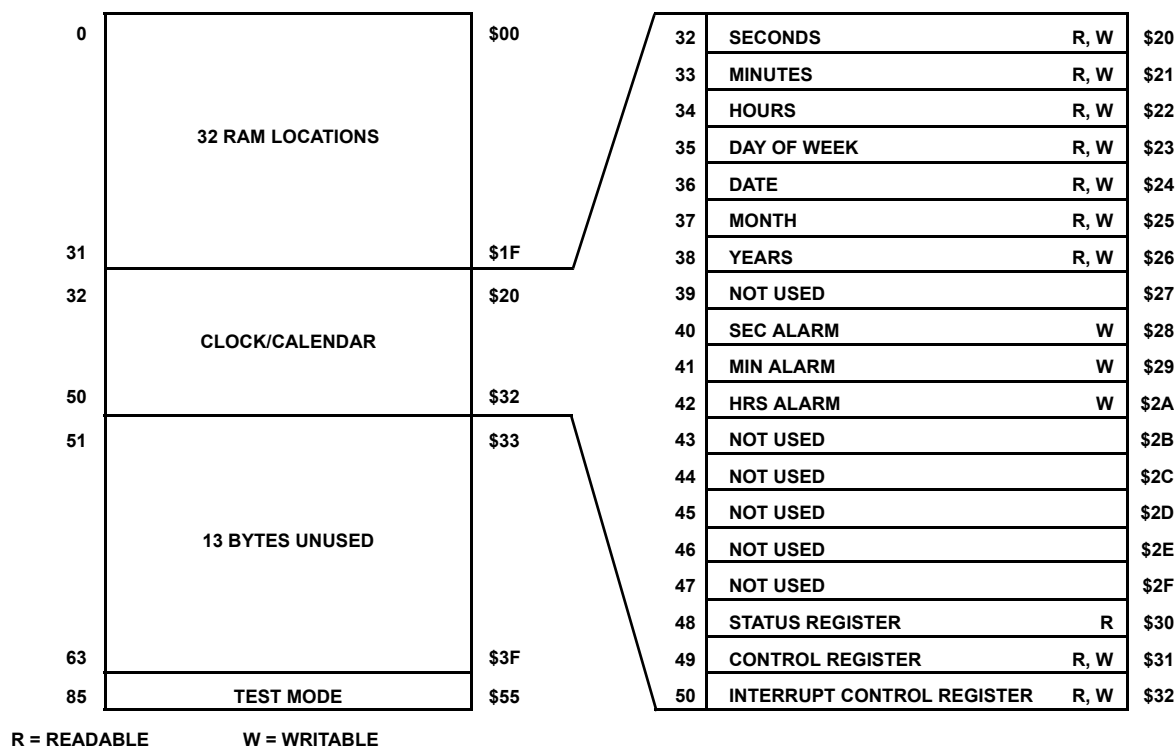 0 $00
32 RAM LOCATIONS
31 $1F
32 $20
CLOCK/CALENDAR
50 $32
51 $33
13 BYTES UNUSED
63 $3F
85 TEST MODE $55
32 SECONDS R, W $20
33 MINUTES R, W $21
34 HOURS R, W $22
35 DAY OF WEEK R, W $23
36 DATE R, W $24
37 MONTH R, W $25
38 YEARS R, W $26
39 NOT USED $27
40 SEC ALARM W $28
41 MIN ALARM W $29
42 HRS ALARM W $2A
43 NOT USED $2B
44 NOT USED $2C
45 NOT USED $2D
46 NOT USED $2E
47 NOT USED $2F
48 STATUS REGISTER R $30
49 CONTROL REGISTER R, W $31
50 INTERRUPT CONTROL REGISTER R, W $32
R = READABLE W = WRITABLE